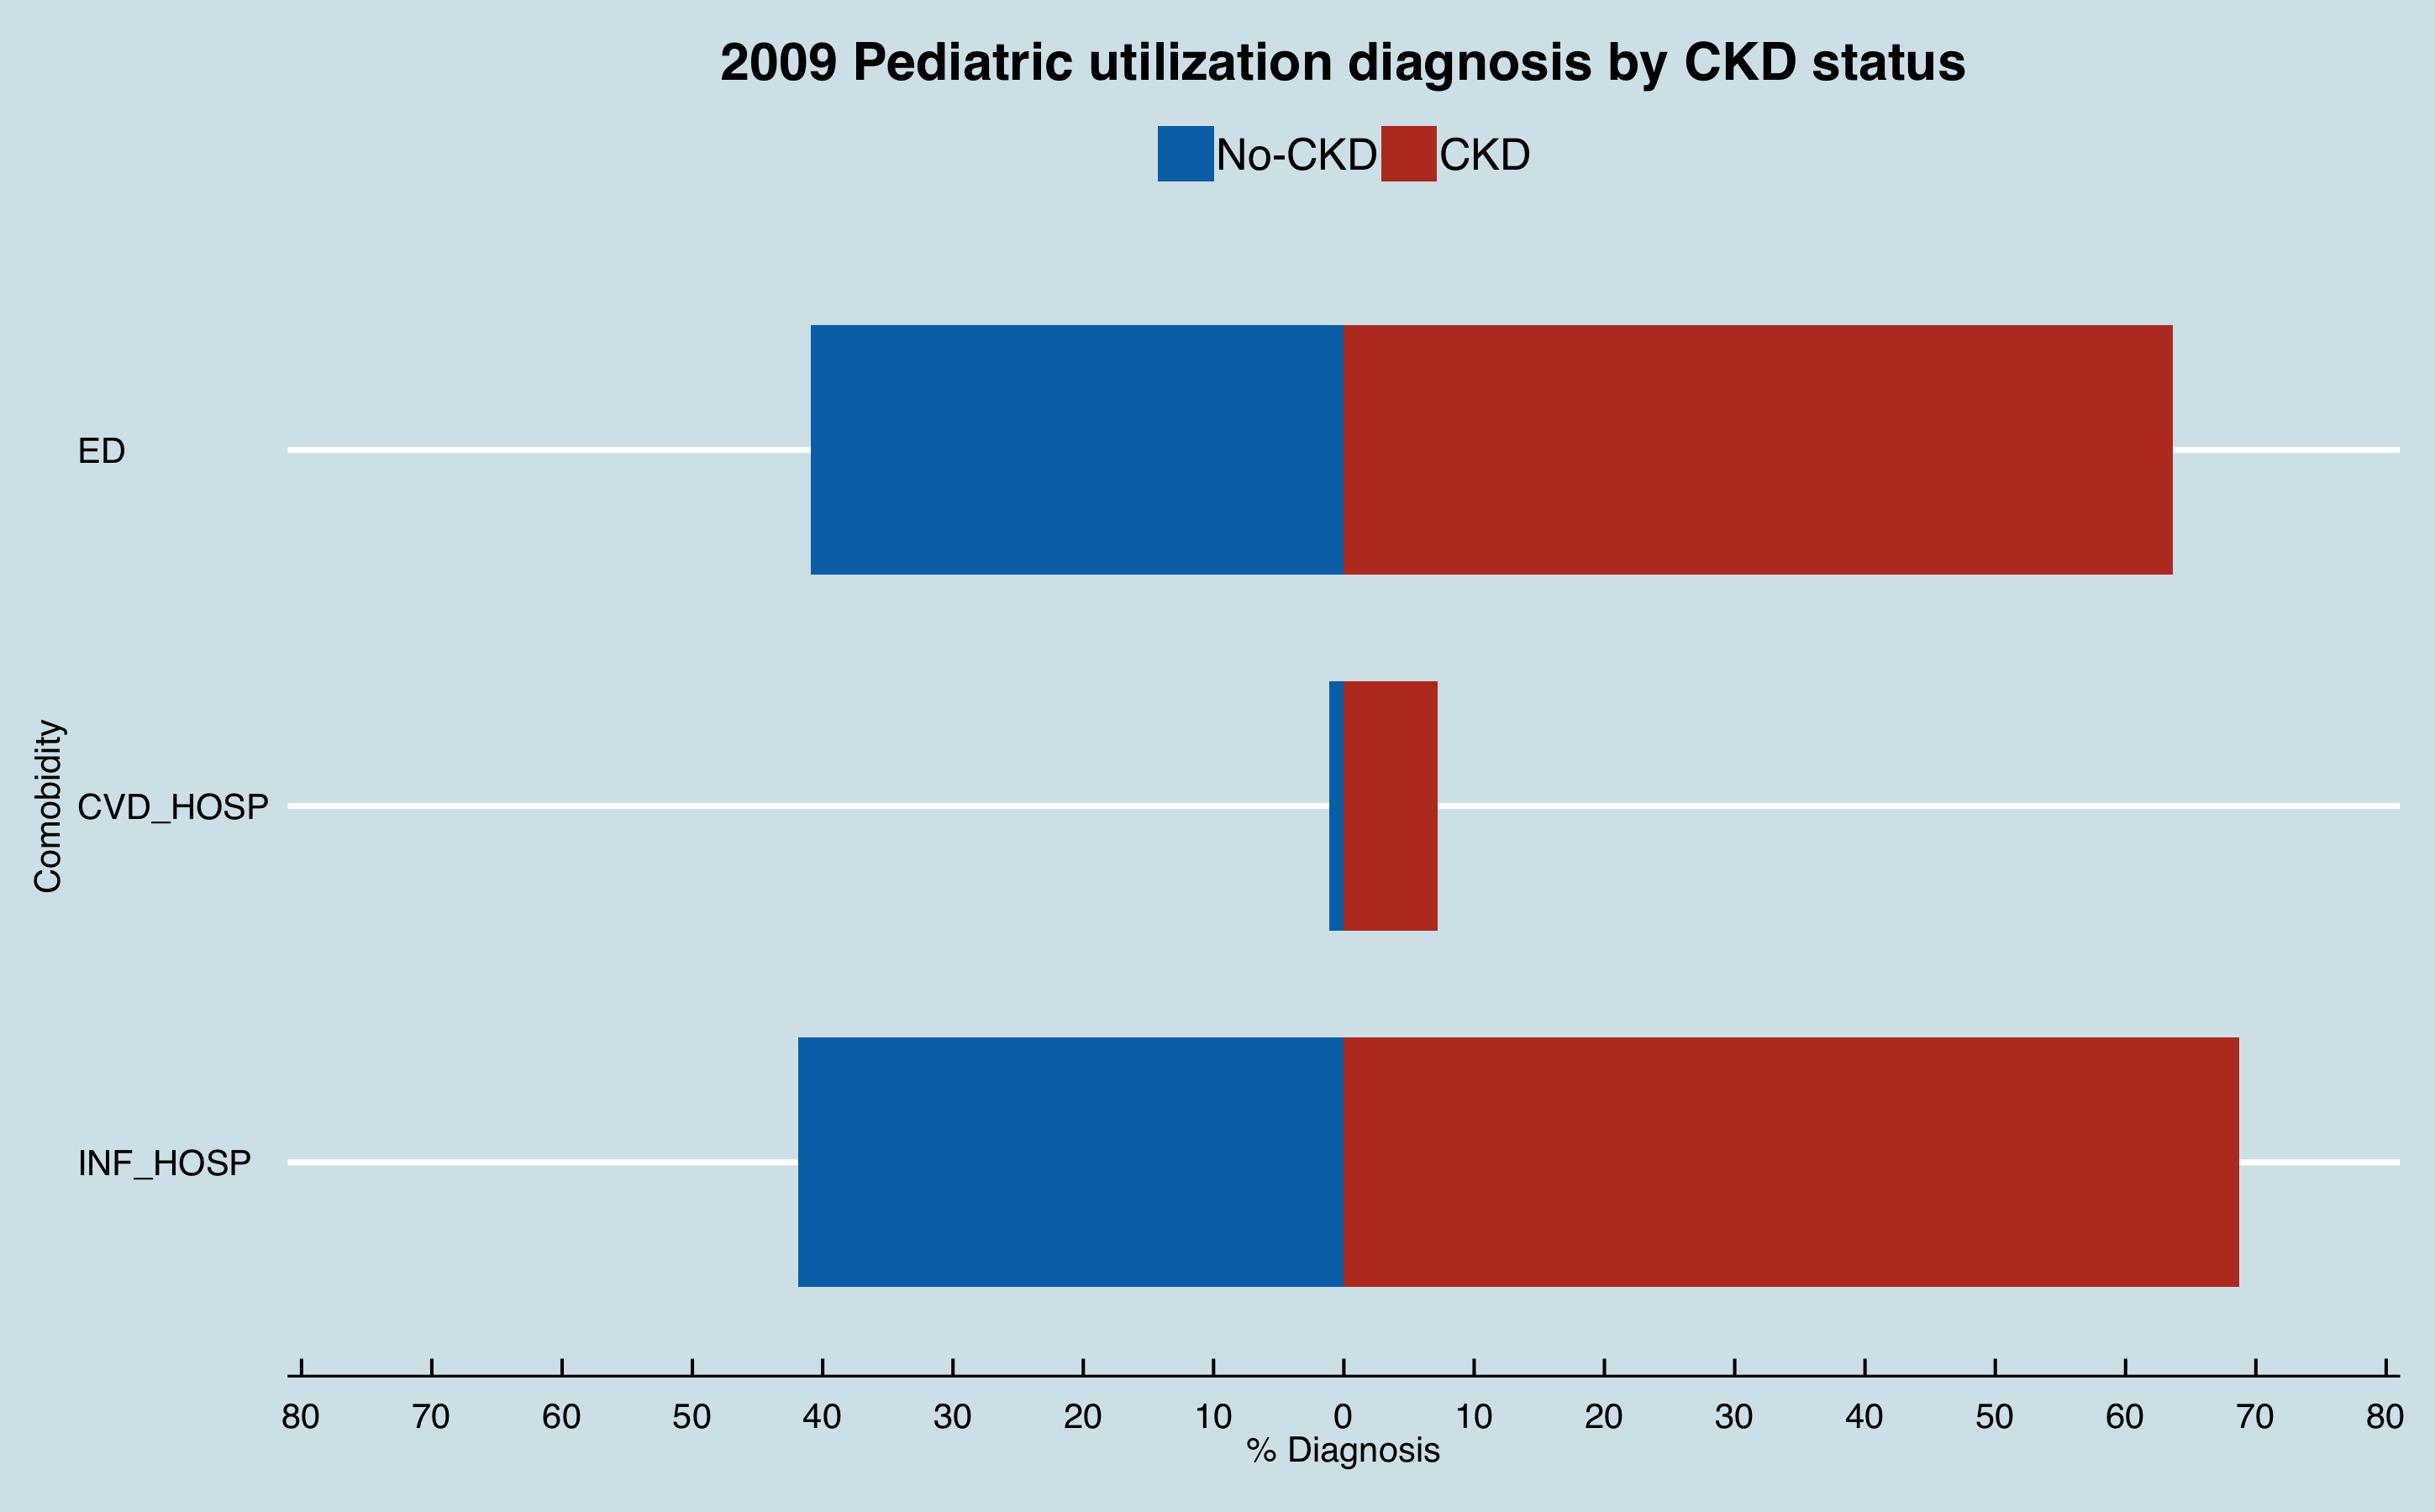 2009 Pediatric utilization diagnosis by CKD status
No-CKD CKD
ED
CVD_HOSP
INF_HOSP
Comobidity
80 70 60 50 40 30 20 10 0 10 20 30 40 50 60 70 80
% Diagnosis